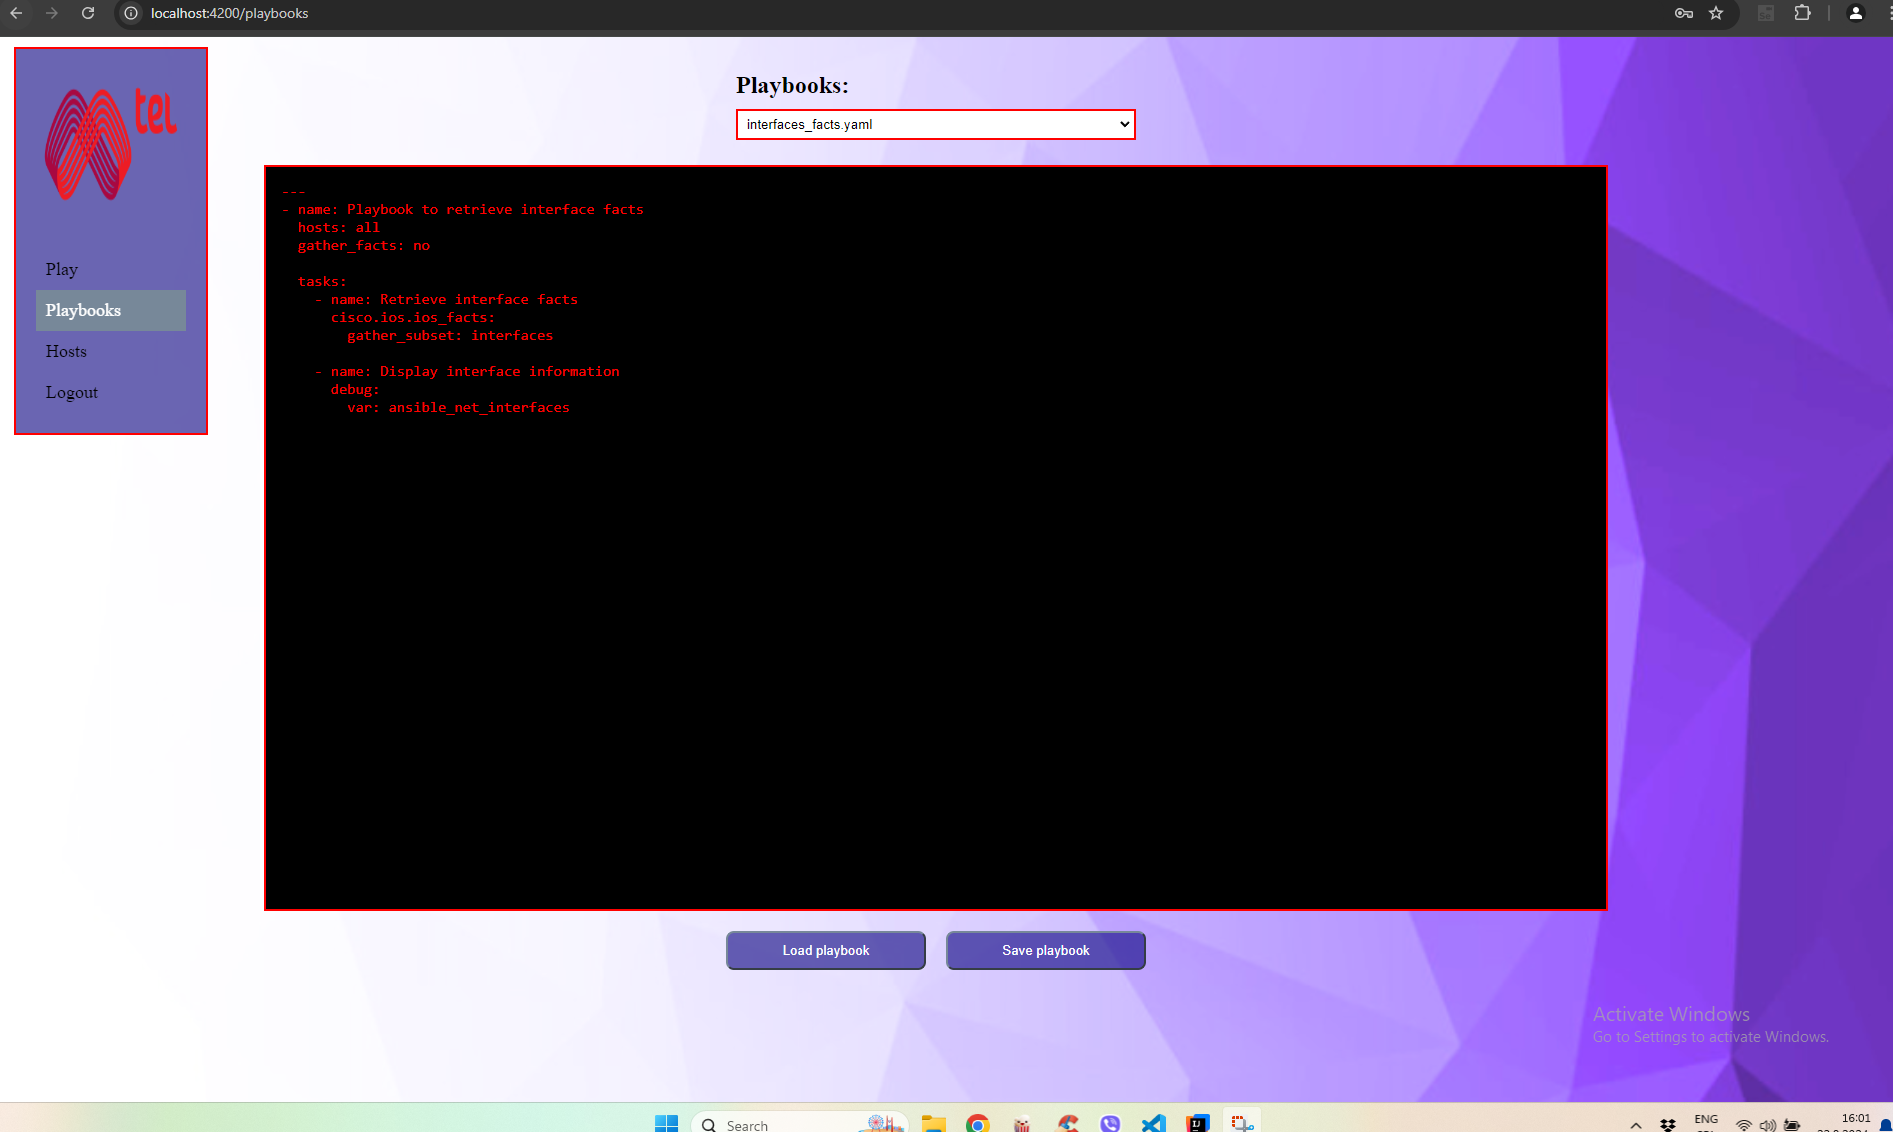 localhost:4200/playbooks
tel
Play
Playbooks
Hosts
Logout
Playbooks:
interfaces_facts.yaml
---
- name: Playbook to retrieve interface facts
  hosts: all
  gather_facts: no
  tasks:
    - name: Retrieve interface facts
      cisco.ios.ios_facts:
        gather_subset: interfaces
    - name: Display interface information
      debug:
        var: ansible_net_interfaces
Load playbook
Save playbook
Activate Windows
Go to Settings to activate Windows.
Search
ENG
16:01